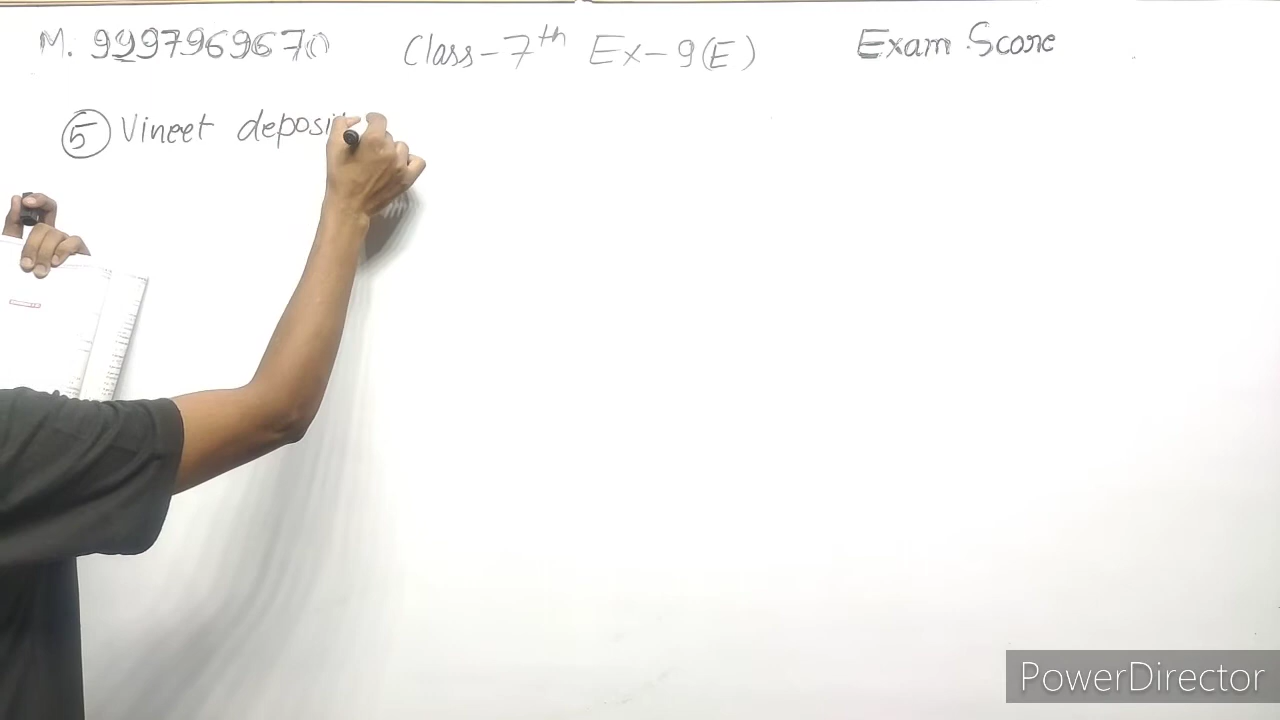 M. 9997969670 Class-7th Ex-9(E) Exam Score
5 Vineet deposi
PowerDirector